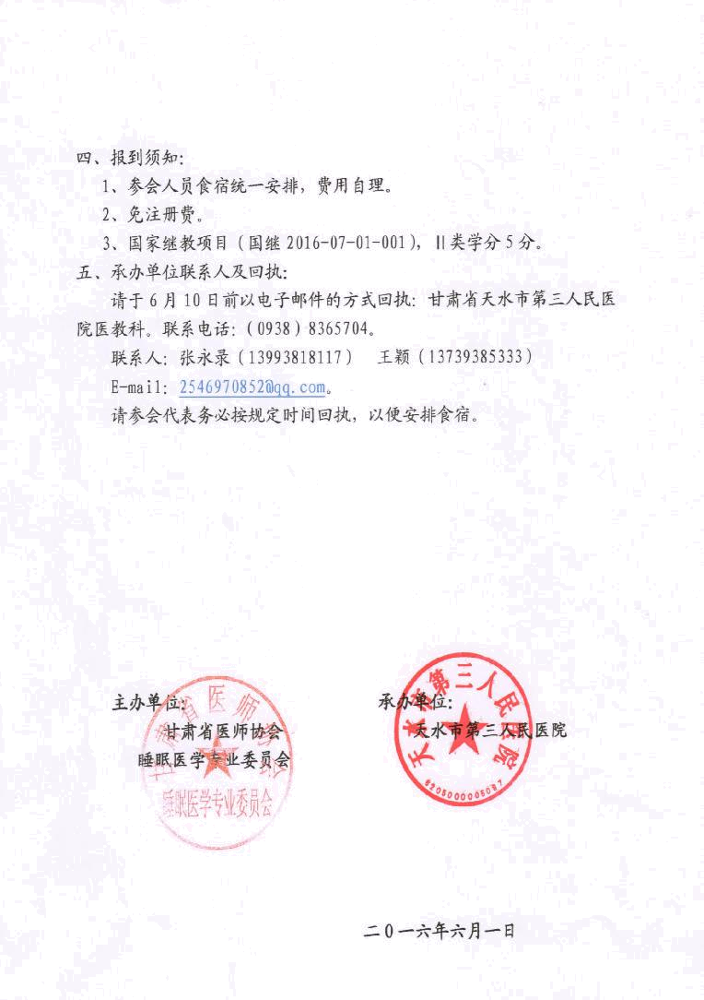 四、报到须知：
1、参会人员食宿统一安排，费用自理。
2、免注册费。
3、国家继教项目（国继 2016-07-01-001），Ⅱ类学分 5 分。
五、承办单位联系人及回执：
请于 6 月 10 日前以电子邮件的方式回执：甘肃省天水市第三人民医
院医教科。联系电话：（0938）8365704。
联系人：张永录（13993818117） 王颖（13739385333）
E-mail：2546970852@qq.com。
请参会代表务必按规定时间回执，以便安排食宿。
主办单位：
甘肃省医师协会
睡眠医学专业委员会
甘肃省医师协会
睡眠医学专业委员会
承办单位：
天水市第三人民医院
天水市第三人民医院
二0一六年六月一日